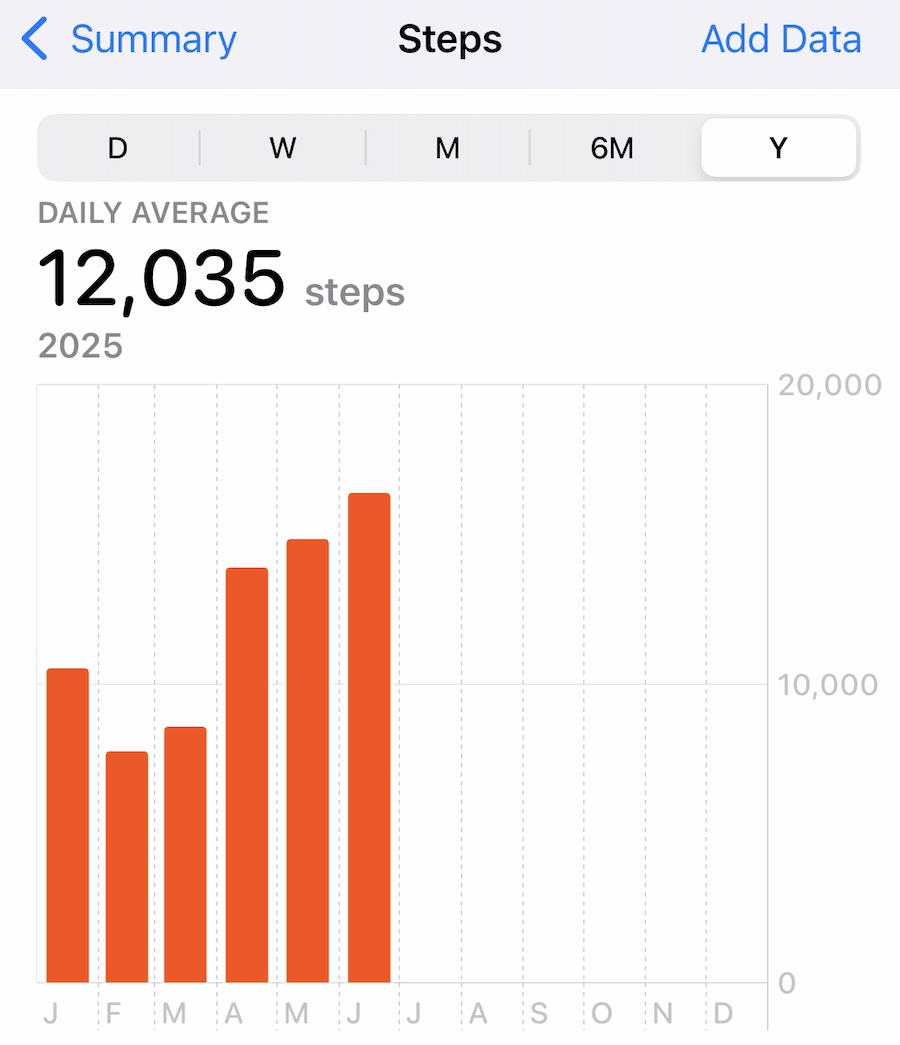 Summary Steps Add Data
D W M 6M Y
DAILY AVERAGE
12,035 steps
2025
20,000
10,000
0
J F M A M J J A S O N D